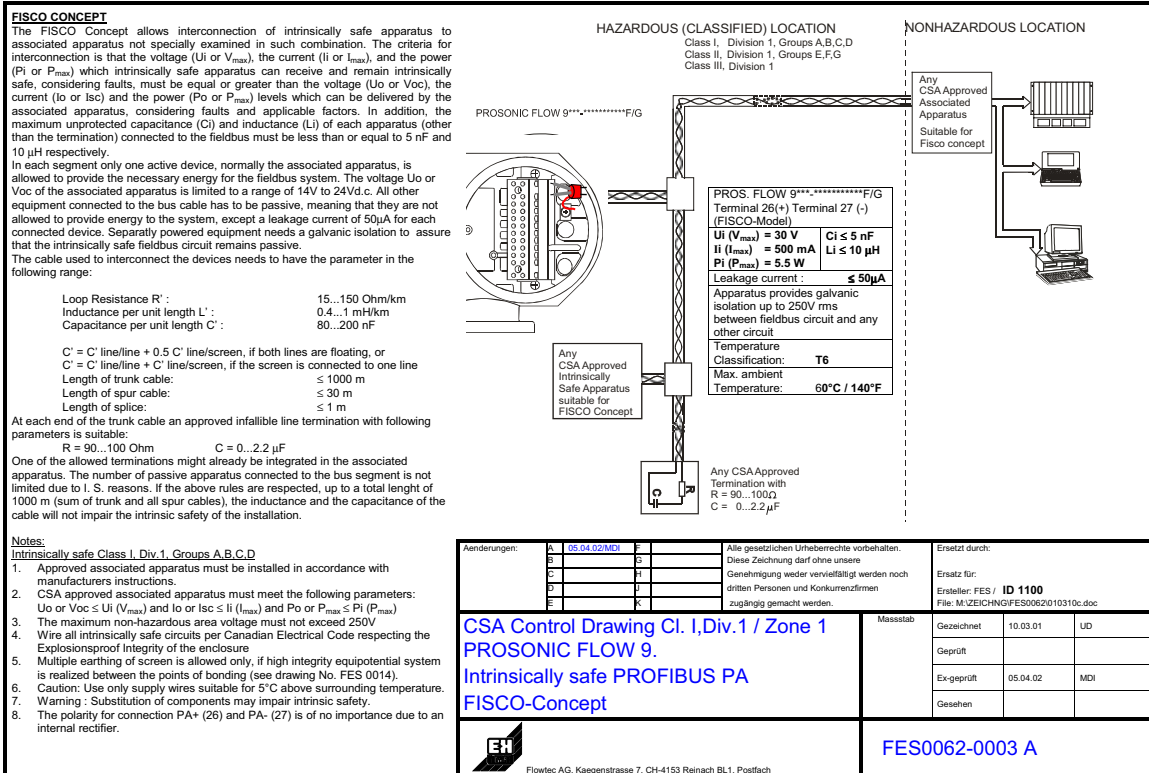 FISCO CONCEPT
The FISCO Concept allows interconnection of intrinsically safe apparatus to
associated apparatus not specially examined in such combination. The criteria for
interconnection is that the voltage (Ui or Vmax), the current (Ii or Imax), and the power
(Pi or Pmax) which intrinsically safe apparatus can receive and remain intrinsically
safe, considering faults, must be equal or greater than the voltage (Uo or Voc), the
current (Io or Isc) and the power (Po or Pmax) levels which can be delivered by the
associated apparatus, considering faults and applicable factors. In addition, the
maximum unprotected capacitance (Ci) and inductance (Li) of each apparatus (other
than the termination) connected to the fieldbus must be less than or equal to 5 nF and
10 µH respectively.
In each segment only one active device, normally the associated apparatus, is
allowed to provide the necessary energy for the fieldbus system. The voltage Uo or
Voc of the associated apparatus is limited to a range of 14V to 24Vd.c. All other
equipment connected to the bus cable has to be passive, meaning that they are not
allowed to provide energy to the system, except a leakage current of 50µA for each
connected device. Separatly powered equipment needs a galvanic isolation to assure
that the intrinsically safe fieldbus circuit remains passive.
The cable used to interconnect the devices needs to have the parameter in the
following range:
Loop Resistance R' : 15...150 Ohm/km
Inductance per unit length L' : 0.4...1 mH/km
Capacitance per unit length C' : 80...200 nF
C' = C' line/line + 0.5 C' line/screen, if both lines are floating, or
C' = C' line/line + C' line/screen, if the screen is connected to one line
Length of trunk cable: ≤ 1000 m
Length of spur cable: ≤ 30 m
Length of splice: ≤ 1 m
At each end of the trunk cable an approved infallible line termination with following
parameters is suitable:
R = 90...100 Ohm C = 0...2.2 µF
One of the allowed terminations might already be integrated in the associated
apparatus. The number of passive apparatus connected to the bus segment is not
limited due to I. S. reasons. If the above rules are respected, up to a total lenght of
1000 m (sum of trunk and all spur cables), the inductance and the capacitance of the
cable will not impair the intrinsic safety of the installation.
Notes:
Intrinsically safe Class I, Div.1, Groups A,B,C,D
1. Approved associated apparatus must be installed in accordance with
manufacturers instructions.
2. CSA approved associated apparatus must meet the following parameters:
Uo or Voc ≤ Ui (Vmax) and Io or Isc ≤ Ii (Imax) and Po or Pmax ≤ Pi (Pmax)
3. The maximum non-hazardous area voltage must not exceed 250V
4. Wire all intrinsically safe circuits per Canadian Electrical Code respecting the
Explosionsproof Integrity of the enclosure
5. Multiple earthing of screen is allowed only, if high integrity equipotential system
is realized between the points of bonding (see drawing No. FES 0014).
6. Caution: Use only supply wires suitable for 5°C above surrounding temperature.
7. Warning : Substitution of components may impair intrinsic safety.
8. The polarity for connection PA+ (26) and PA- (27) is of no importance due to an
internal rectifier.
HAZARDOUS (CLASSIFIED) LOCATION
Class I, Division 1, Groups A,B,C,D
Class II, Division 1, Groups E,F,G
Class III, Division 1
NONHAZARDOUS LOCATION
Any
CSA Approved
Associated
Apparatus
Suitable for
Fisco concept
PROSONIC FLOW 9***-***********F/G
PROS. FLOW 9***-***********F/G
Terminal 26(+) Terminal 27 (-)
(FISCO-Model)
Ui (Vmax) = 30 V Ci ≤ 5 nF
Ii (Imax) = 500 mA Li ≤ 10 µH
Pi (Pmax) = 5.5 W
Leakage current : ≤ 50µA
Apparatus provides galvanic
isolation up to 250V rms
between fieldbus circuit and any
other circuit
Temperature
Classification: T6
Max. ambient
Temperature: 60°C / 140°F
Any
CSA Approved
Intrinsically
Safe Apparatus
suitable for
FISCO Concept
C
R
Any CSA Approved
Termination with
R = 90...100Ω
C = 0...2.2 µF
Aenderungen: A 05.04.02/MDI F
B G
C H
D J
E K
Alle gesetzlichen Urheberrechte vorbehalten.
Diese Zeichnung darf ohne unsere
Genehmigung weder vervielfältigt werden noch
dritten Personen und Konkurrenzfirmen
zugängig gemacht werden.
Ersetzt durch:
Ersatz für:
Ersteller: FES / ID 1100
File: M:\ZEICHNG\FES0062\010310c.doc
CSA Control Drawing Cl. I,Div.1 / Zone 1
PROSONIC FLOW 9.
Intrinsically safe PROFIBUS PA
FISCO-Concept
Massstab
Gezeichnet 10.03.01 UD
Geprüft
Ex-geprüft 05.04.02 MDI
Gesehen
EH
Flowtec AG, Kaegenstrasse 7, CH-4153 Reinach BL1, Postfach
FES0062-0003 A